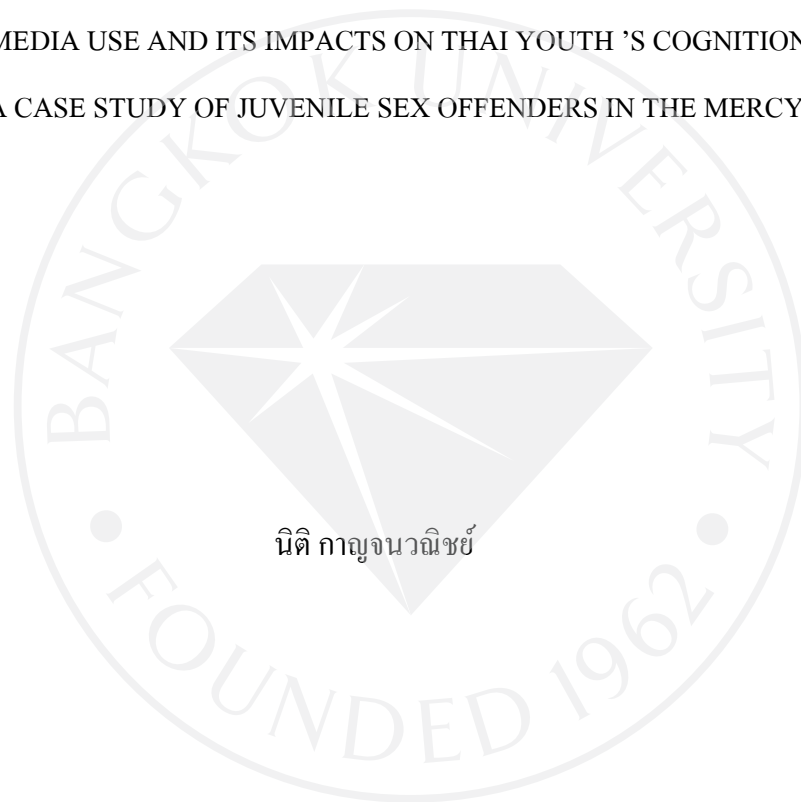 MEDIA USE AND ITS IMPACTS ON THAI YOUTH ’S COGNITION
A CASE STUDY OF JUVENILE SEX OFFENDERS IN THE MERCY
นิติ กาญจนวณิชย์
BANGKOK UNIVERSITY
FOUNDED 1962